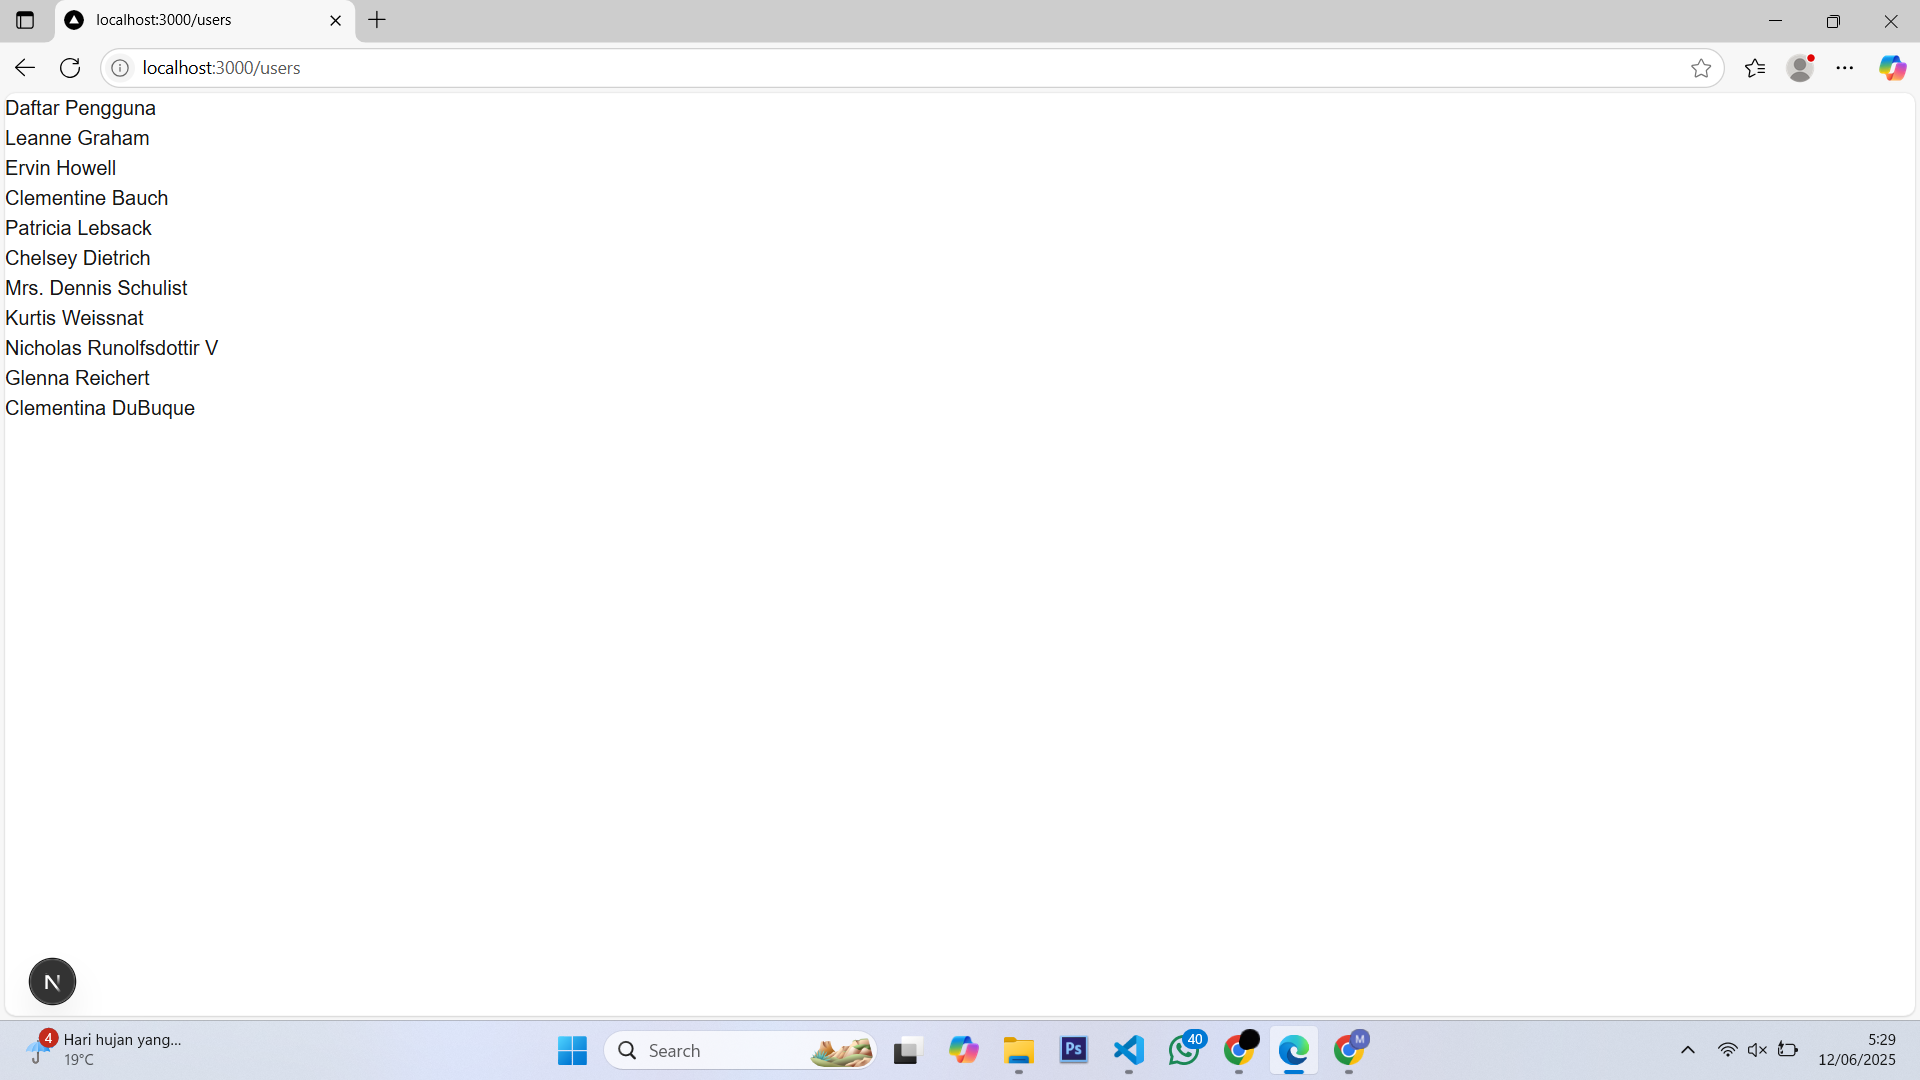 localhost:3000/users
localhost:3000/users
Daftar Pengguna
Leanne Graham
Ervin Howell
Clementine Bauch
Patricia Lebsack
Chelsey Dietrich
Mrs. Dennis Schulist
Kurtis Weissnat
Nicholas Runolfsdottir V
Glenna Reichert
Clementina DuBuque
N
4
Hari hujan yang...
19°C
Search
Ps
40
M
5:29
12/06/2025